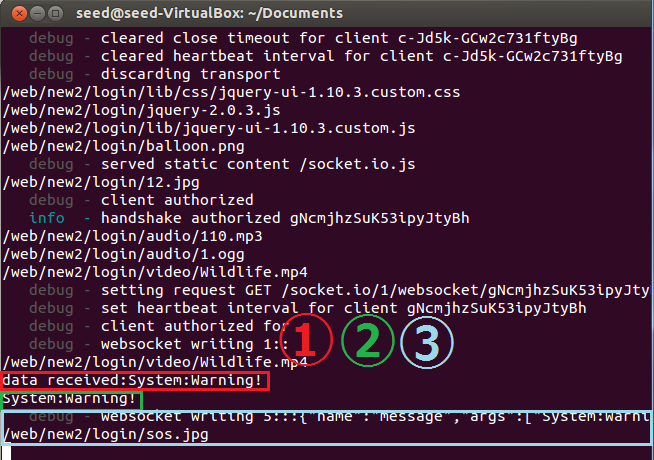 seed@seed-VirtualBox: ~/Documents
debug - cleared close timeout for client c-Jd5k-GCw2c731ftyBg
debug - cleared heartbeat interval for client c-Jd5k-GCw2c731ftyBg
debug - discarding transport
/web/new2/login/lib/css/jquery-ui-1.10.3.custom.css
/web/new2/login/jquery-2.0.3.js
/web/new2/login/lib/jquery-ui-1.10.3.custom.js
/web/new2/login/balloon.png
debug - served static content /socket.io.js
/web/new2/login/12.jpg
debug - client authorized
info - handshake authorized gNcmjhzSuK53ipyJtyBh
/web/new2/login/audio/110.mp3
/web/new2/login/audio/1.ogg
/web/new2/login/video/Wildlife.mp4
debug - setting request GET /socket.io/1/websocket/gNcmjhzSuK53ipyJty
debug - set heartbeat interval for client gNcmjhzSuK53ipyJtyBh
debug - client authorized for
debug - websocket writing 1::
1 2 3
/web/new2/login/video/Wildlife.mp4
data received:System:Warning!
System:Warning!
debug - websocket writing 5:::{"name":"message","args":["System:Warni
/web/new2/login/sos.jpg